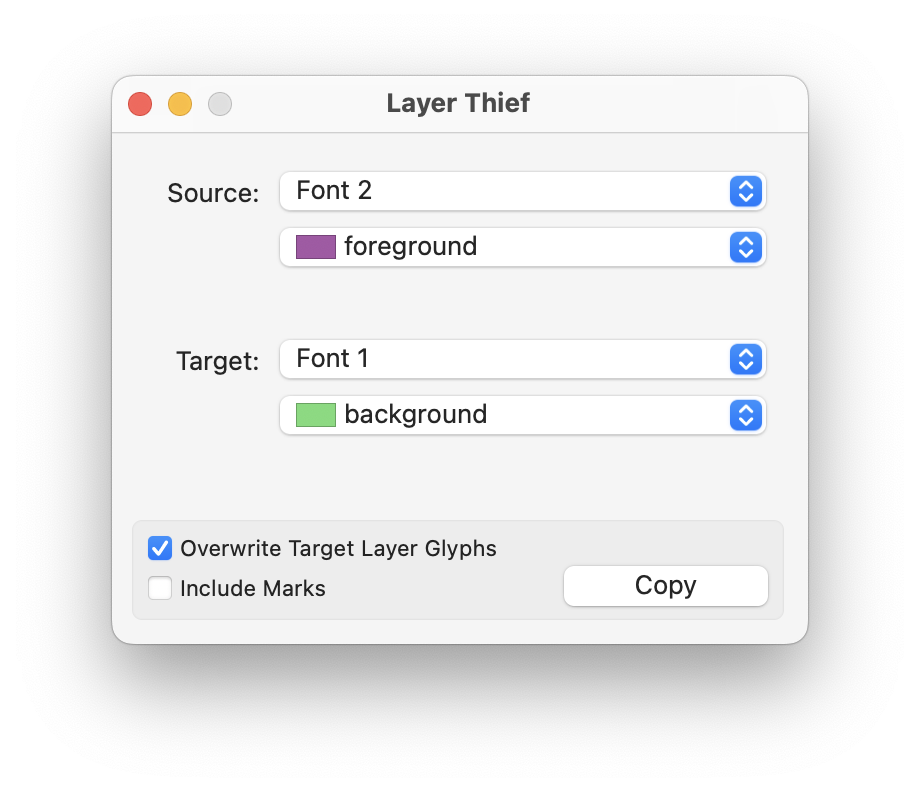 Layer Thief
Source: Font 2
foreground
Target: Font 1
background
Overwrite Target Layer Glyphs
Include Marks
Copy